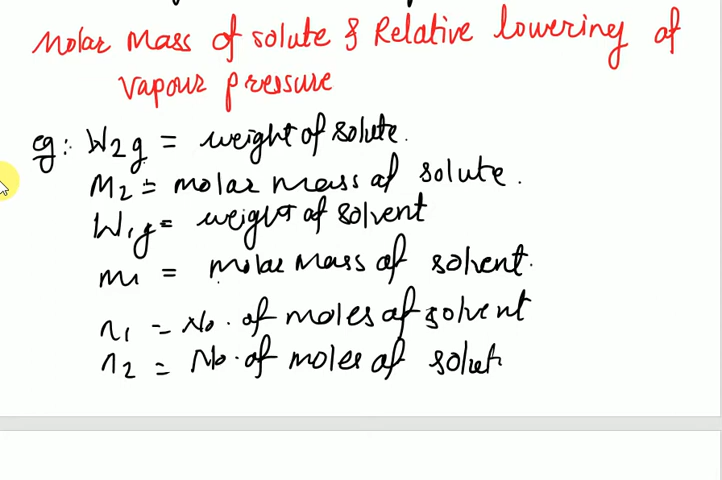 Molar Mass of solute & Relative lowering of
Vapour pressure
eg: W2g = weight of solute.
M2 = molar mass of solute.
W1g = weight of solvent
m1 = molar Mass of solvent.
n1 = No. of moles of solvent
n2 = No. of moles of solut